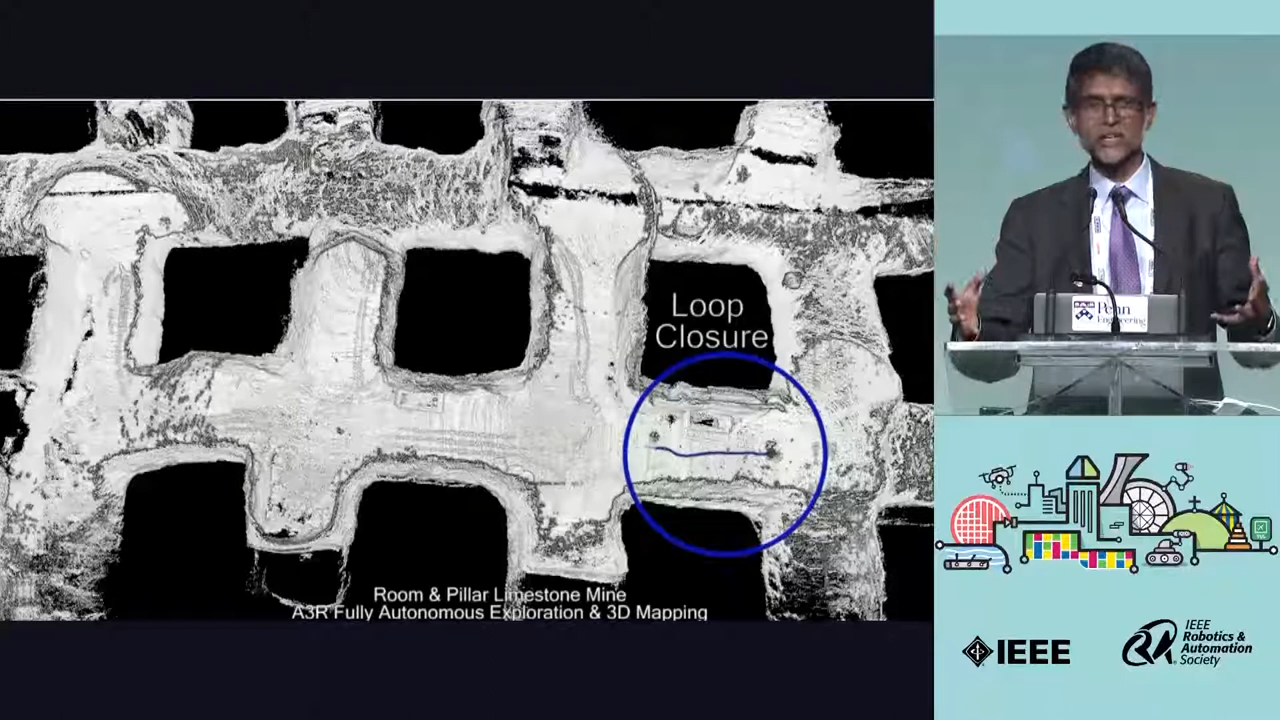 Loop
Closure
Room & Pillar Limestone Mine
A3R Fully Autonomous Exploration & 3D Mapping
Penn
Engineering
IEEE
IEEE
Robotics &
Automation
Society